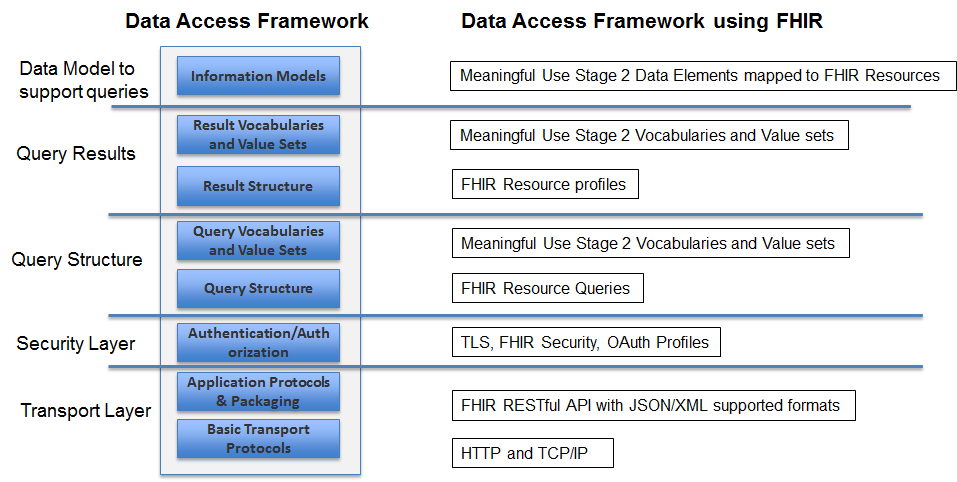 Data Access Framework
Data Access Framework using FHIR
Data Model to
support queries
Information Models
Meaningful Use Stage 2 Data Elements mapped to FHIR Resources
Query Results
Result Vocabularies
and Value Sets
Meaningful Use Stage 2 Vocabularies and Value sets
Result Structure
FHIR Resource profiles
Query Structure
Query Vocabularies
and Value Sets
Meaningful Use Stage 2 Vocabularies and Value sets
Query Structure
FHIR Resource Queries
Security Layer
Authentication/Auth
orization
TLS, FHIR Security, OAuth Profiles
Transport Layer
Application Protocols
& Packaging
FHIR RESTful API with JSON/XML supported formats
Basic Transport
Protocols
HTTP and TCP/IP